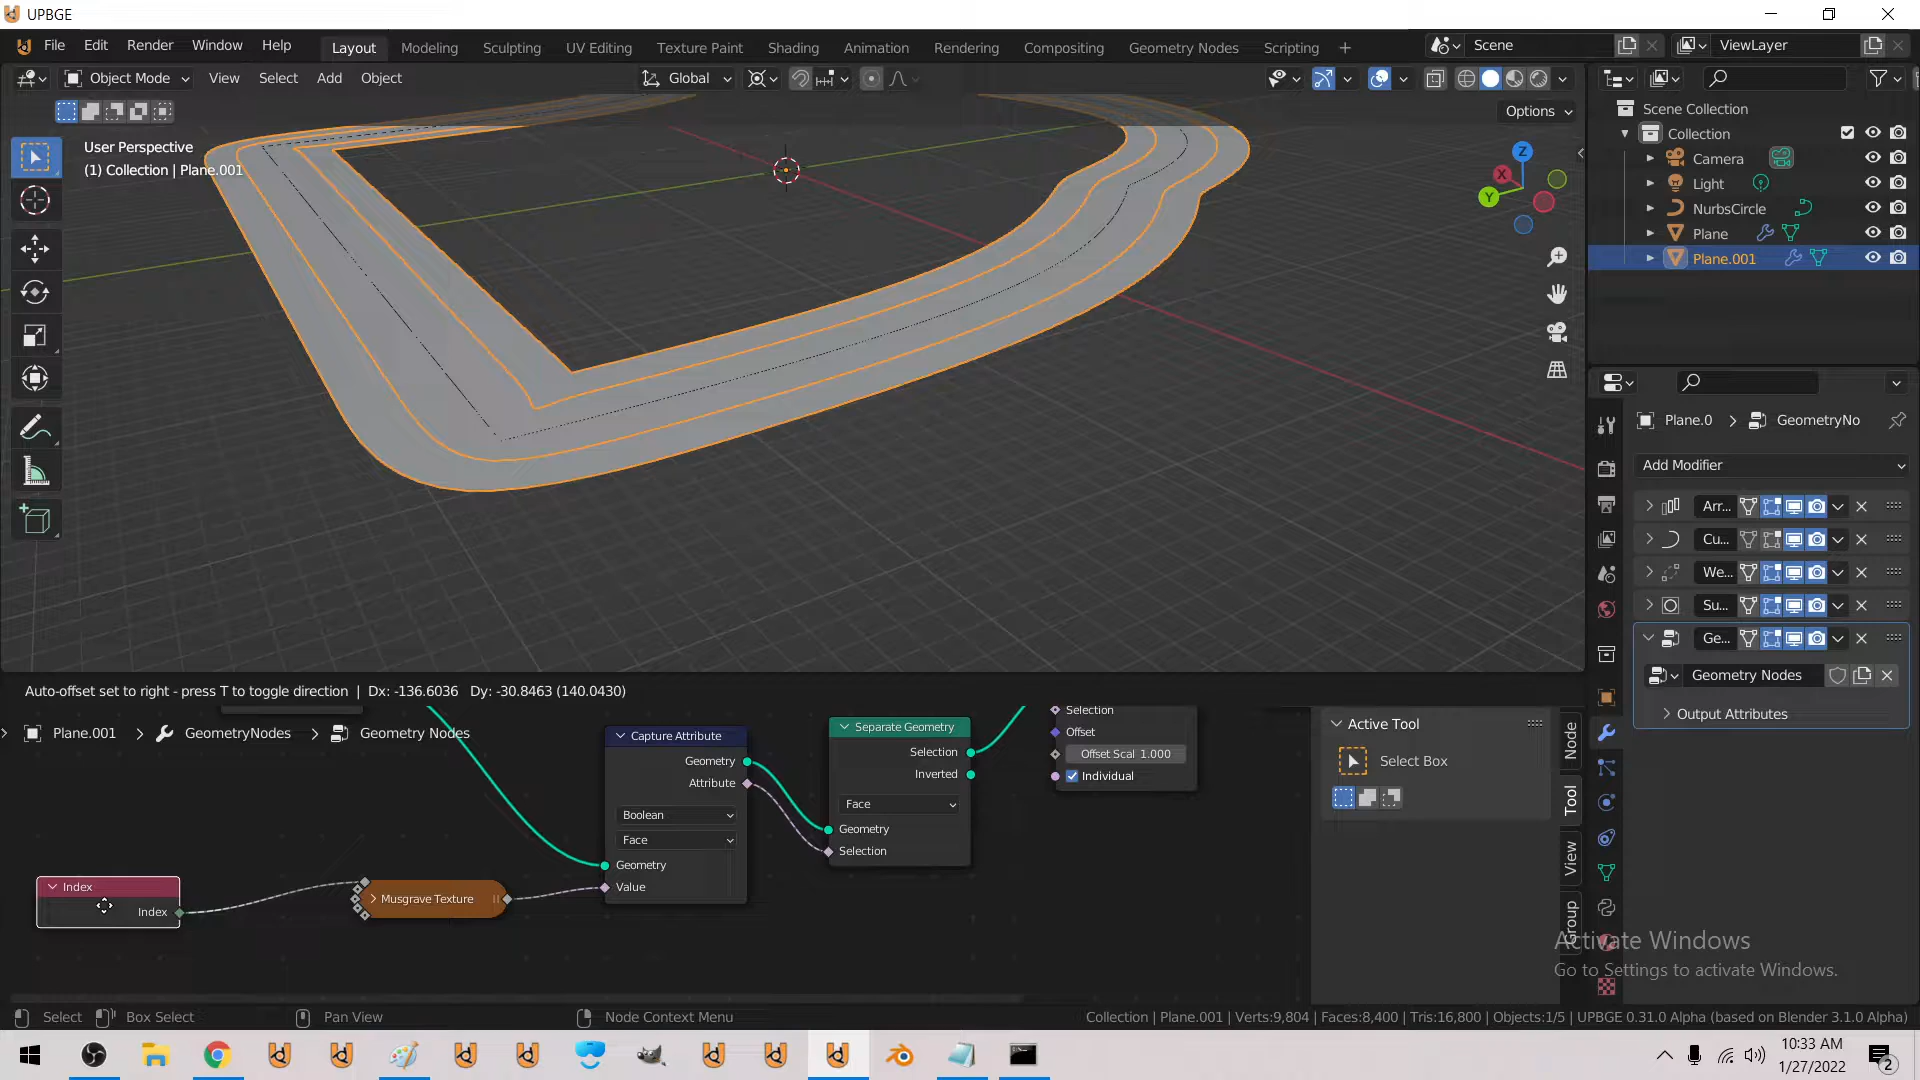 UPBGE
File Edit Render Window Help Layout Modeling Sculpting UV Editing Texture Paint Shading Animation Rendering Compositing Geometry Nodes Scripting Scene ViewLayer
Object Mode View Select Add Object Global
Options
User Perspective
(1) Collection | Plane.001
Z
X
Y
Scene Collection
Collection
Camera
Light
NurbsCircle
Plane
Plane.001
Plane.0 GeometryNo
Add Modifier
Arr...
Cu...
We...
Su...
Ge...
Geometry Nodes
Output Attributes
Auto-offset set to right - press T to toggle direction | Dx: -136.6036 Dy: -30.8463 (140.0430)
Plane.001 GeometryNodes Geometry Nodes
Index
Index
Musgrave Texture
Capture Attribute
Geometry
Attribute
Boolean
Face
Geometry
Value
Separate Geometry
Selection
Inverted
Face
Geometry
Selection
Selection
Offset
Offset Scal 1.000
Individual
Active Tool
Select Box
Node
Tool
View
Group
Activate Windows
Go to Settings to activate Windows.
Select Box Select Pan View Node Context Menu Collection | Plane.001 | Verts:9,804 | Faces:8,400 | Tris:16,800 | Objects:1/5 | UPBGE 0.31.0 Alpha (based on Blender 3.1.0 Alpha)
10:33 AM
1/27/2022
2